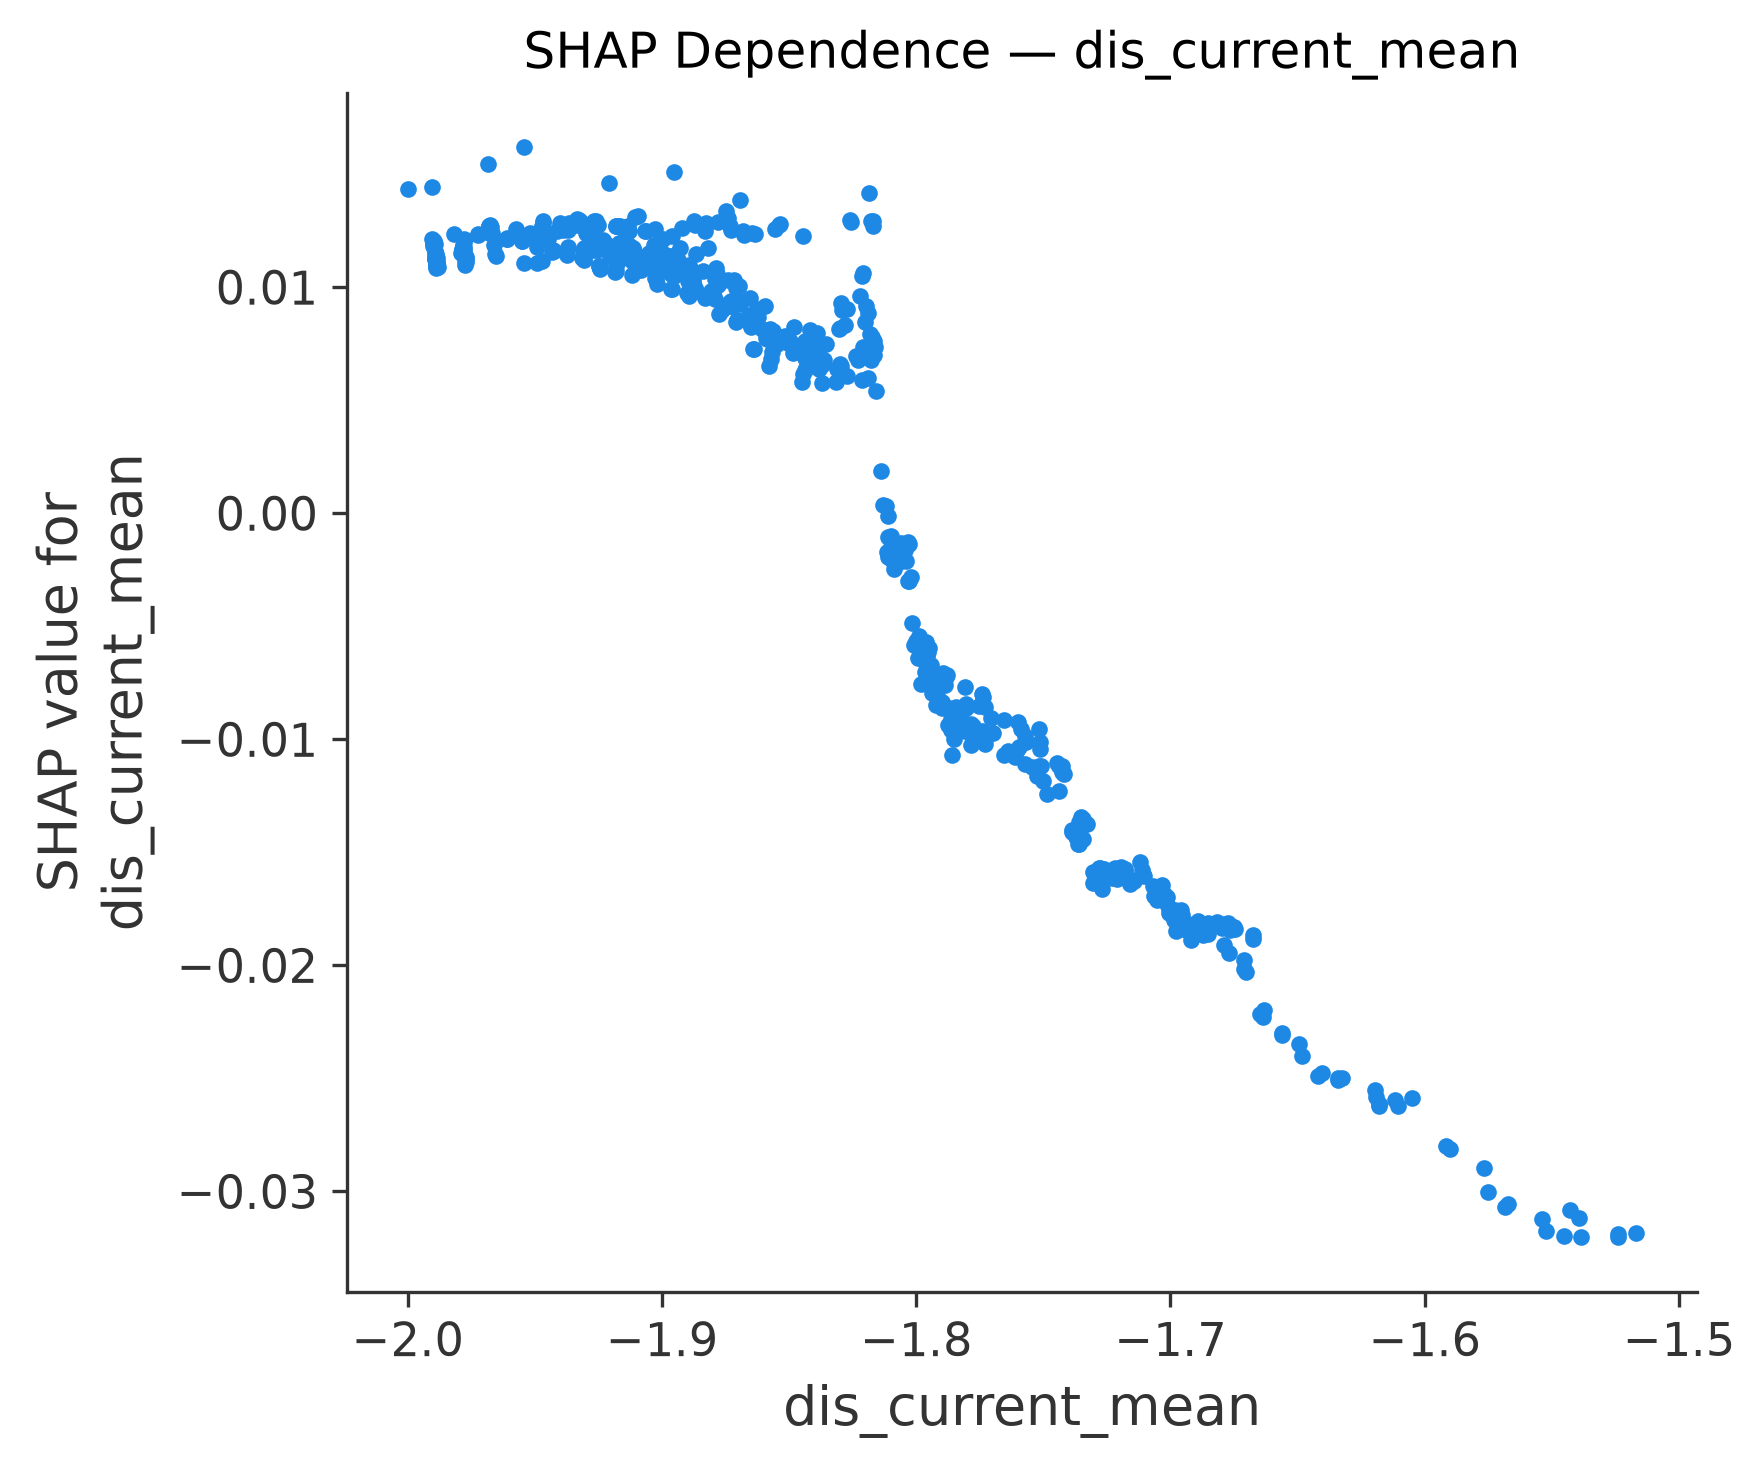 SHAP Dependence — dis_current_mean
SHAP value for
dis_current_mean
0.01
0.00
−0.01
−0.02
−0.03
−2.0
−1.9
−1.8
−1.7
−1.6
−1.5
dis_current_mean